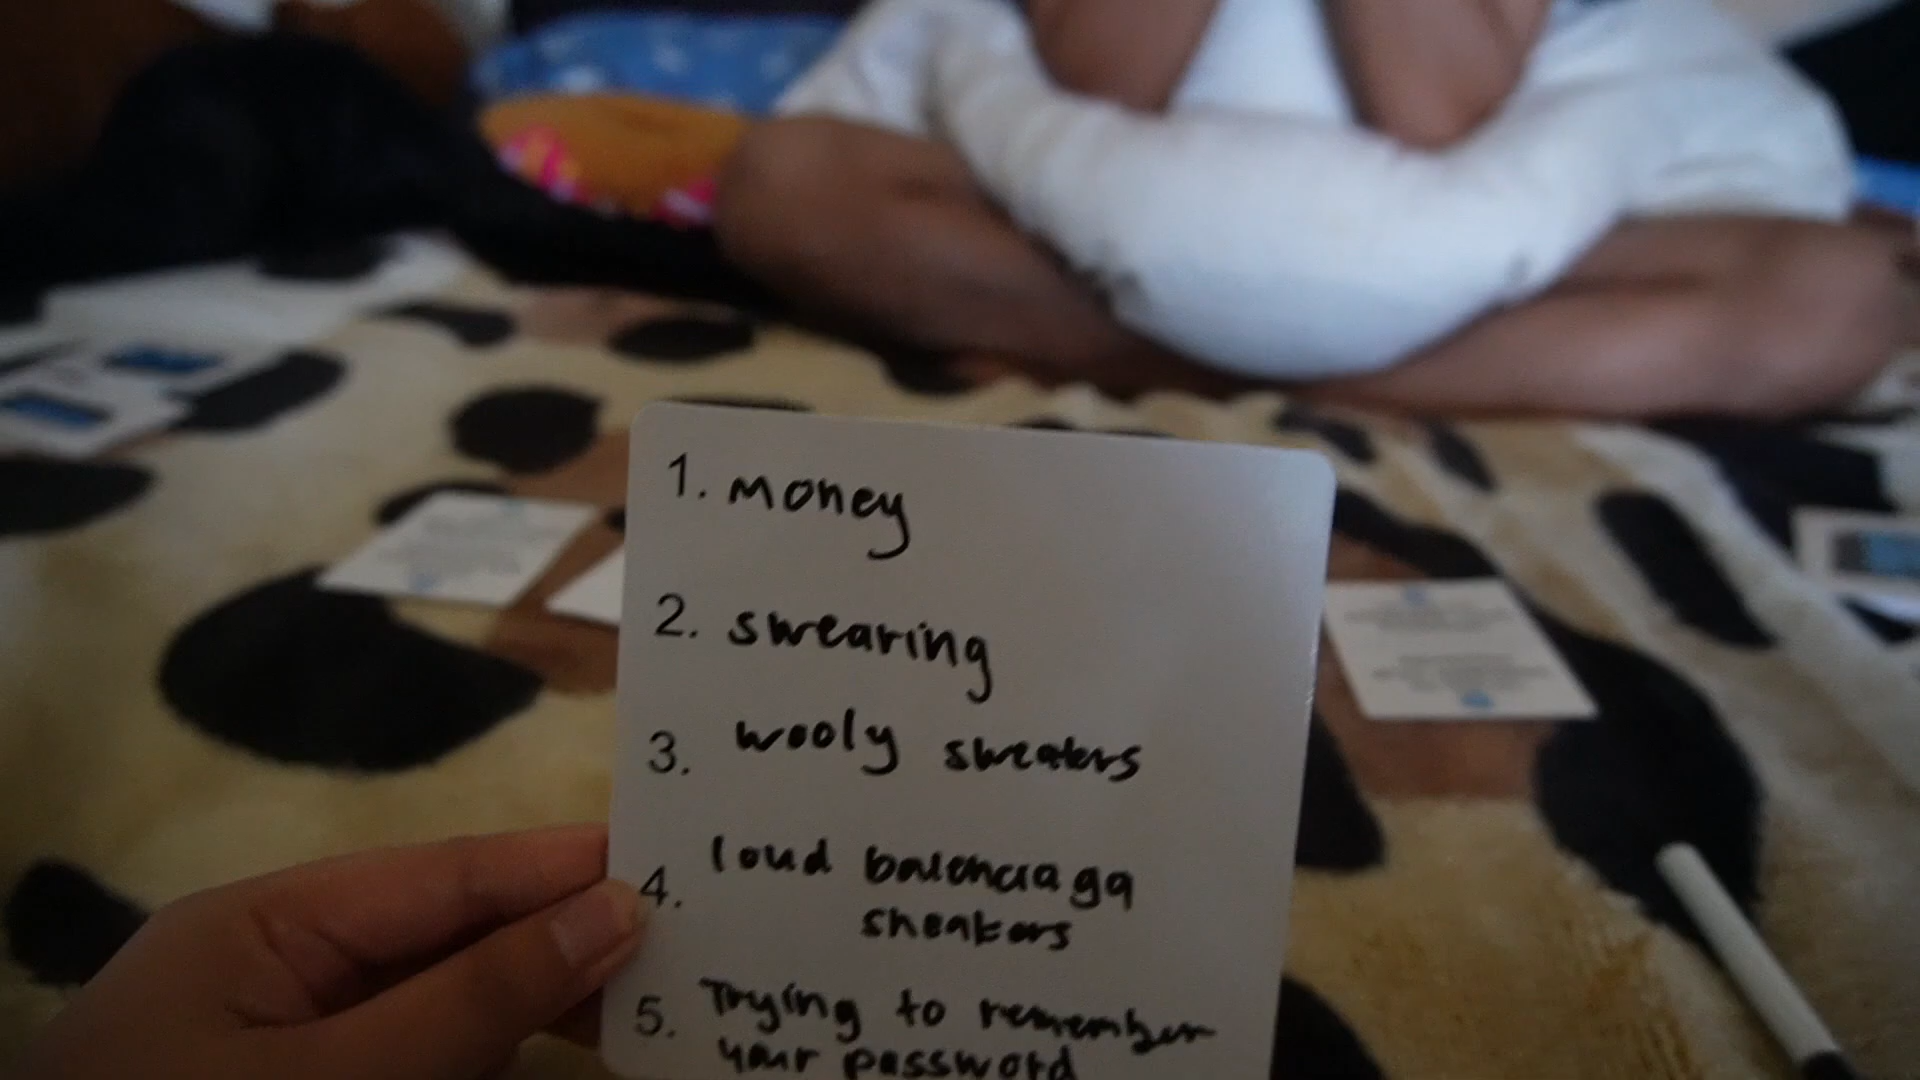 1. money
2. swearing
3. wooly sweaters
4. loud balenciaga
sneakers
5. Trying to remember
your password